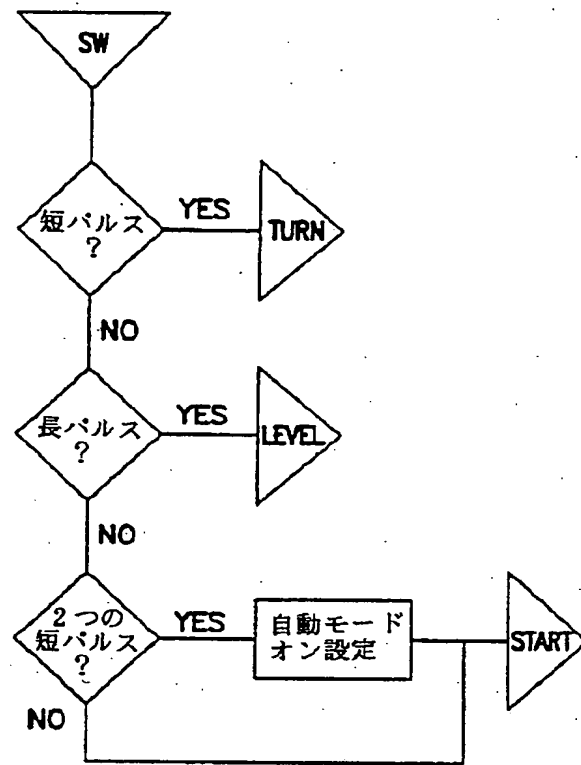 SW
短パルス
?
YES
TURN
NO
長パルス
?
YES
LEVEL
NO
2つの
短パルス
?
YES
自動モード
オン設定
START
NO